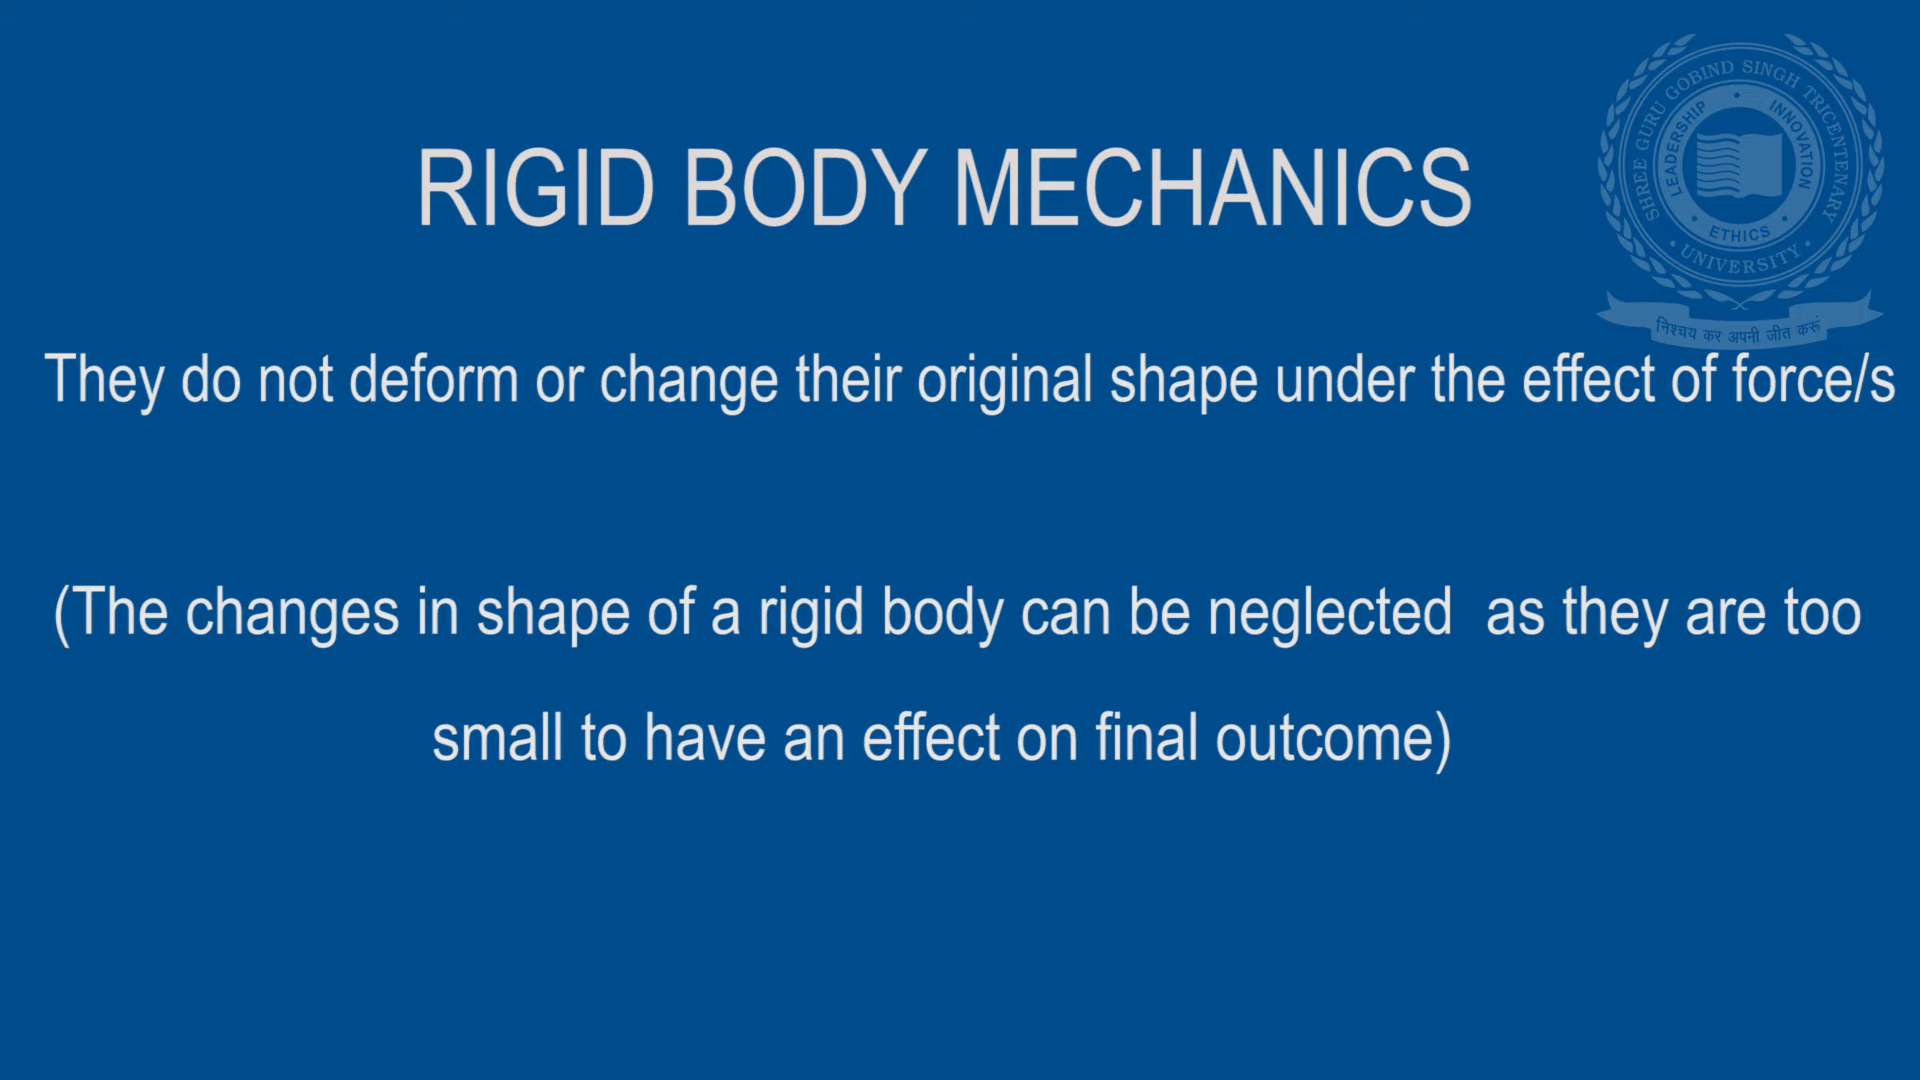 RIGID BODY MECHANICS
SHREE GURU GOBIND SINGH TRICENTENARY
UNIVERSITY
LEADERSHIP
INNOVATION
ETHICS
निश्चय कर अपनी जीत करूं
They do not deform or change their original shape under the effect of force/s
(The changes in shape of a rigid body can be neglected  as they are too
small to have an effect on final outcome)